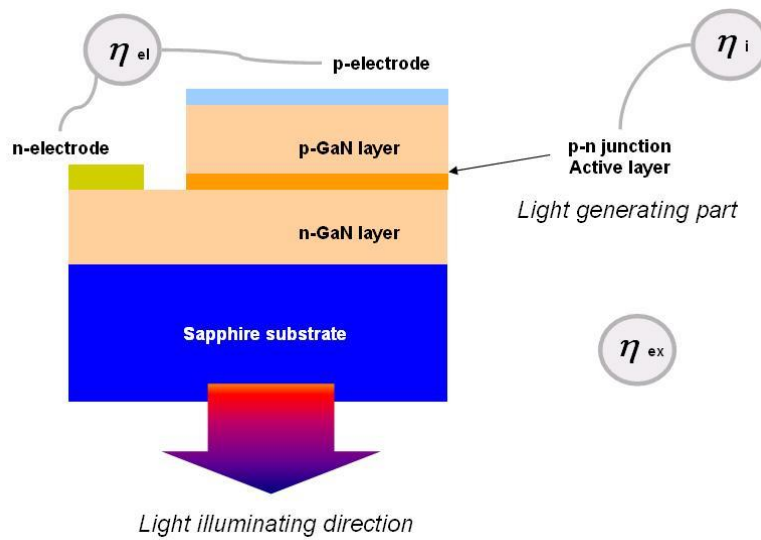 η el
η i
p-electrode
n-electrode
p-GaN layer
p-n junction
Active layer
Light generating part
n-GaN layer
Sapphire substrate
η ex
Light illuminating direction